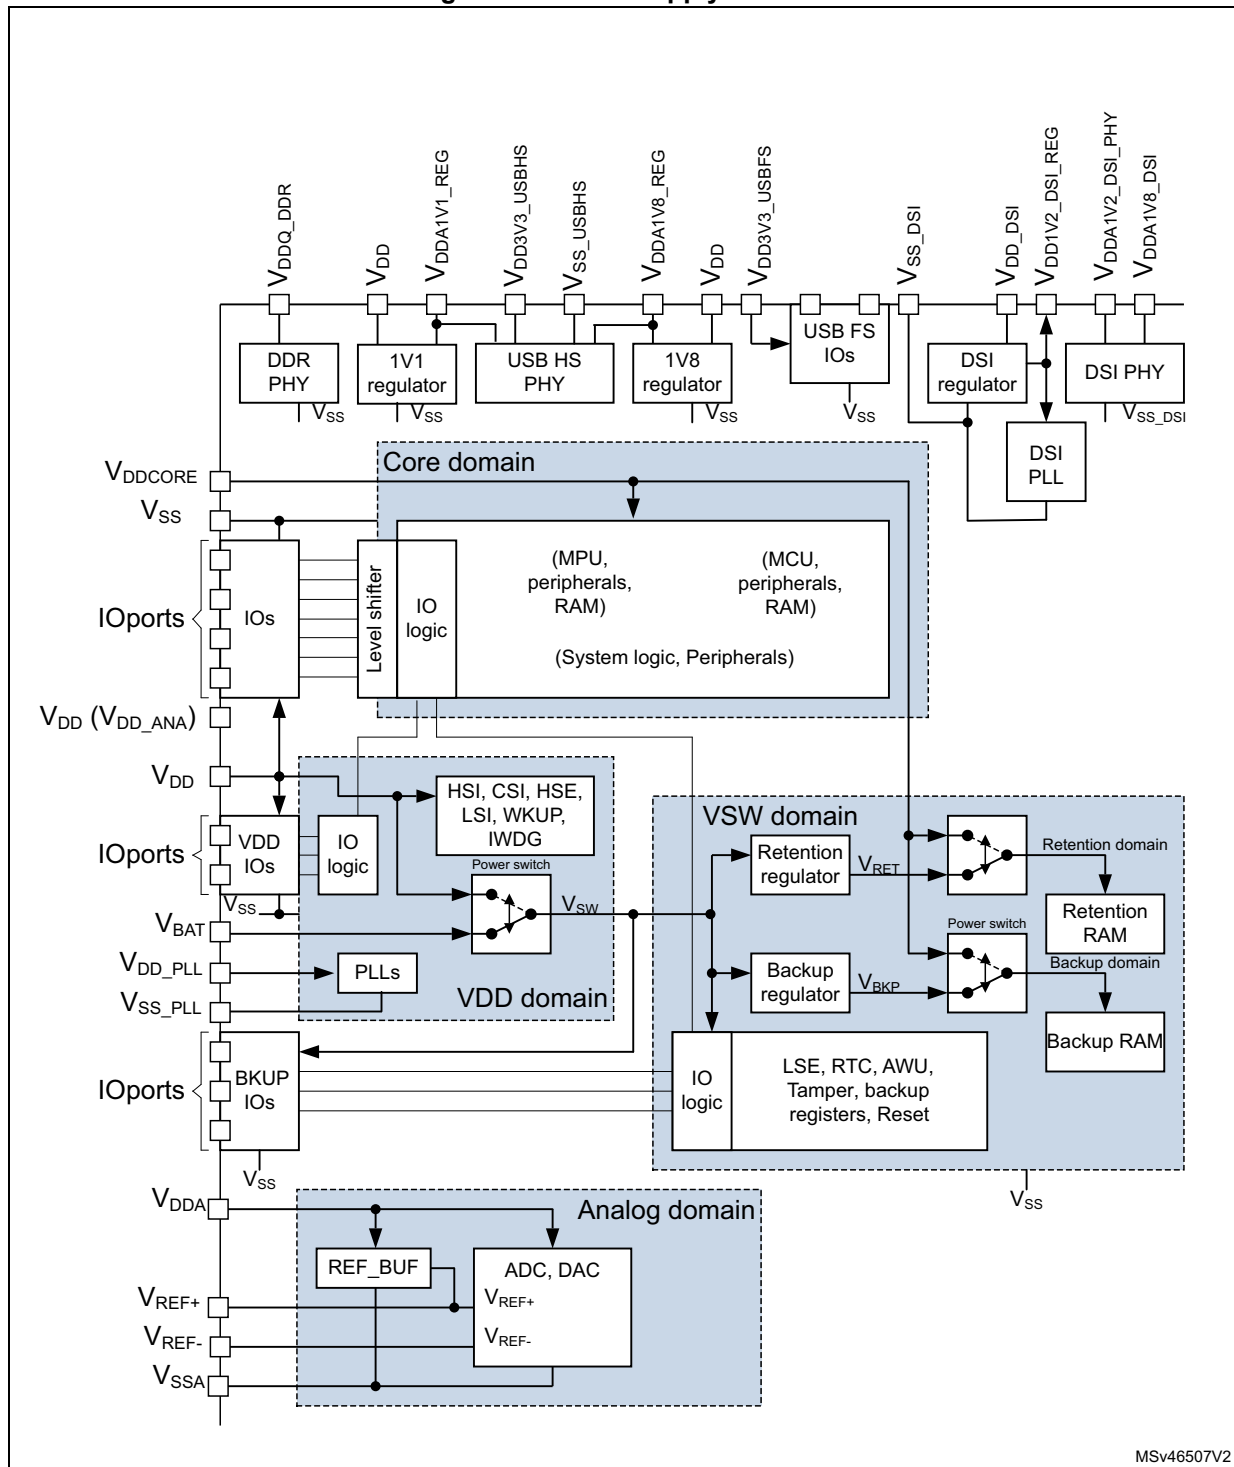 VDDQ_DDR
VDD
VDDA1V1_REG
VDD3V3_USBHS
VSS_USBHS
VDDA1V8_REG
VDD
VDD3V3_USBFS
VSS_DSI
VDD_DSI
VDD1V2_DSI_REG
VDDA1V2_DSI_PHY
VDDA1V8_DSI
DDR
PHY
VSS
1V1
regulator
VSS
USB HS
PHY
1V8
regulator
VSS
USB FS
IOs
VSS
DSI
regulator
DSI PHY
VSS_DSI
DSI
PLL
Core domain
VDDCORE
VSS
IOports
IOs
Level shifter
IO
logic
(MPU,
peripherals,
RAM)
(MCU,
peripherals,
RAM)
(System logic, Peripherals)
VDD (VDD_ANA)
VDD
IOports
VDD
IOs
IO
logic
VSS
HSI, CSI, HSE,
LSI, WKUP,
IWDG
Power switch
VSW
VBAT
VDD_PLL
PLLs
VSS_PLL
VDD domain
VSW domain
Retention
regulator
VRET
Retention domain
Retention
RAM
Power switch
Backup
regulator
VBKP
Backup domain
Backup RAM
IOports
BKUP
IOs
VSS
IO
logic
LSE, RTC, AWU,
Tamper, backup
registers, Reset
VSS
VDDA
Analog domain
REF_BUF
ADC, DAC
VREF+
VREF+
VREF-
VREF-
VSSA
MSv46507V2